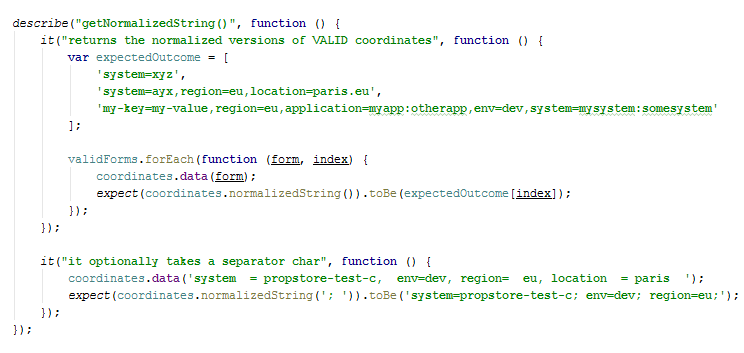 describe("getNormalizedString()", function () {
    it("returns the normalized versions of VALID coordinates", function () {
        var expectedOutcome = [
            'system=xyz',
            'system=ayx,region=eu,location=paris.eu',
            'my-key=my-value,region=eu,application=myapp:otherapp,env=dev,system=mysystem:somesystem'
        ];

        validForms.forEach(function (form, index) {
            coordinates.data(form);
            expect(coordinates.normalizedString()).toBe(expectedOutcome[index]);
        });
    });

    it("it optionally takes a separator char", function () {
        coordinates.data('system  = propstore-test-c,  env=dev, region=  eu, location  = paris  ');
        expect(coordinates.normalizedString('; ')).toBe('system=propstore-test-c; env=dev; region=eu;');
    });
});